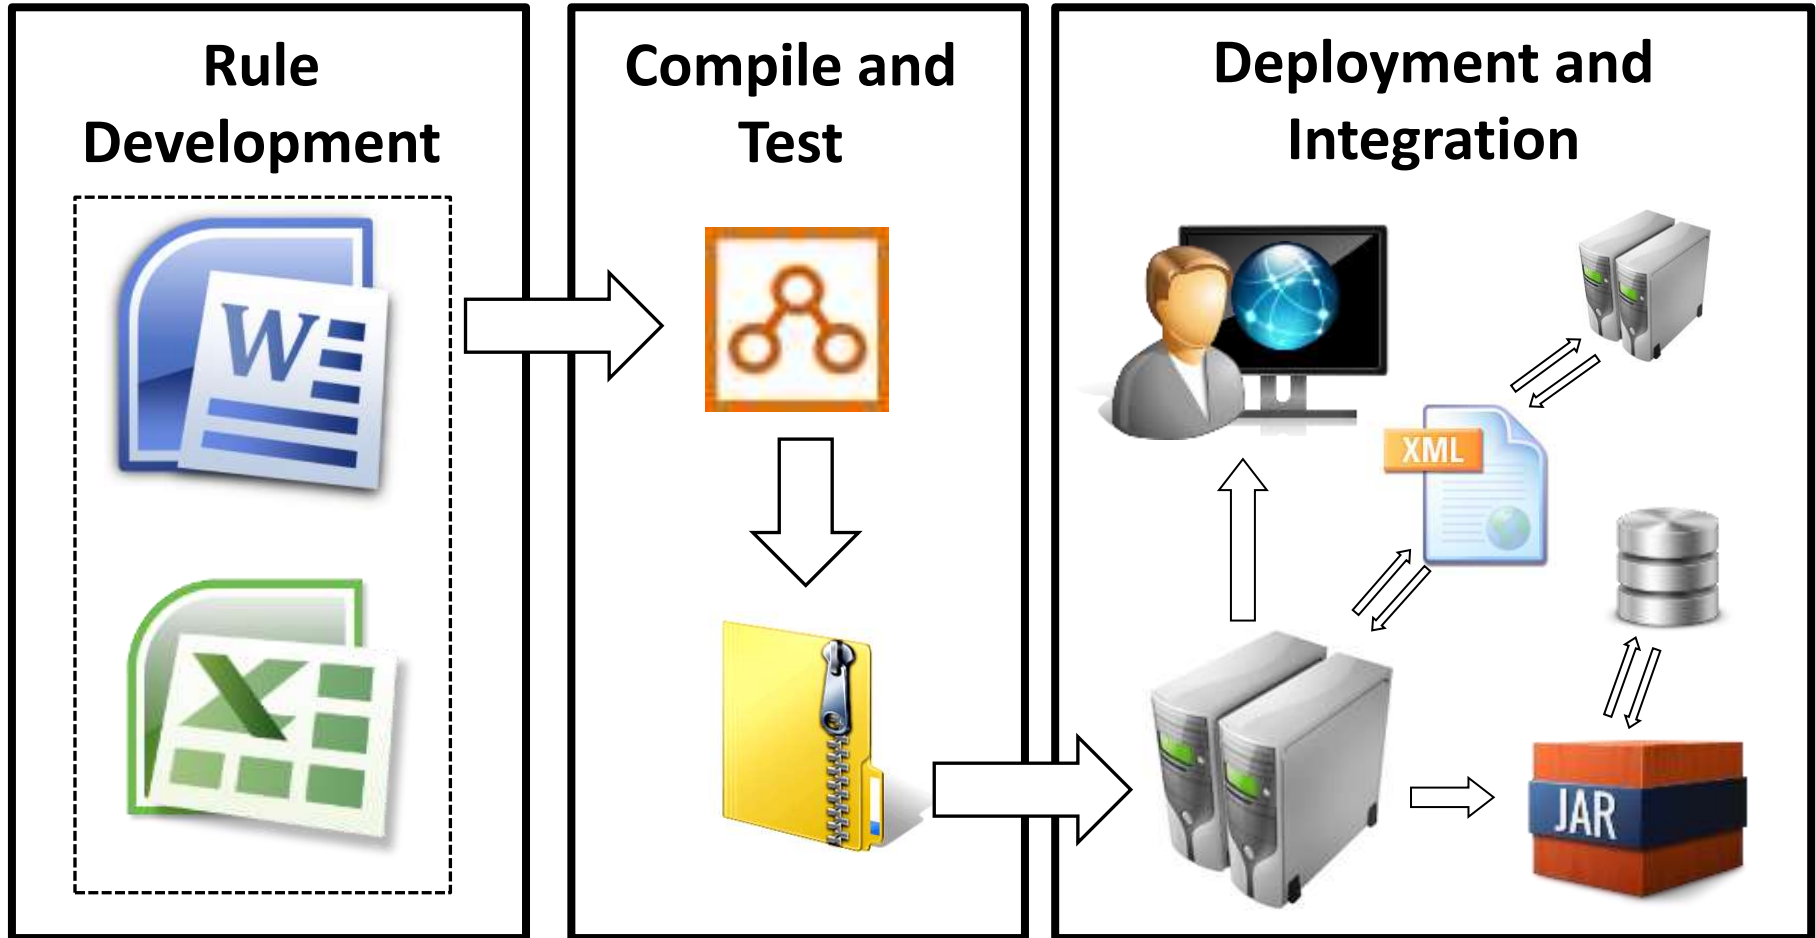 Rule
Development
Compile and
Test
Deployment and
Integration
W
X
XML
JAR